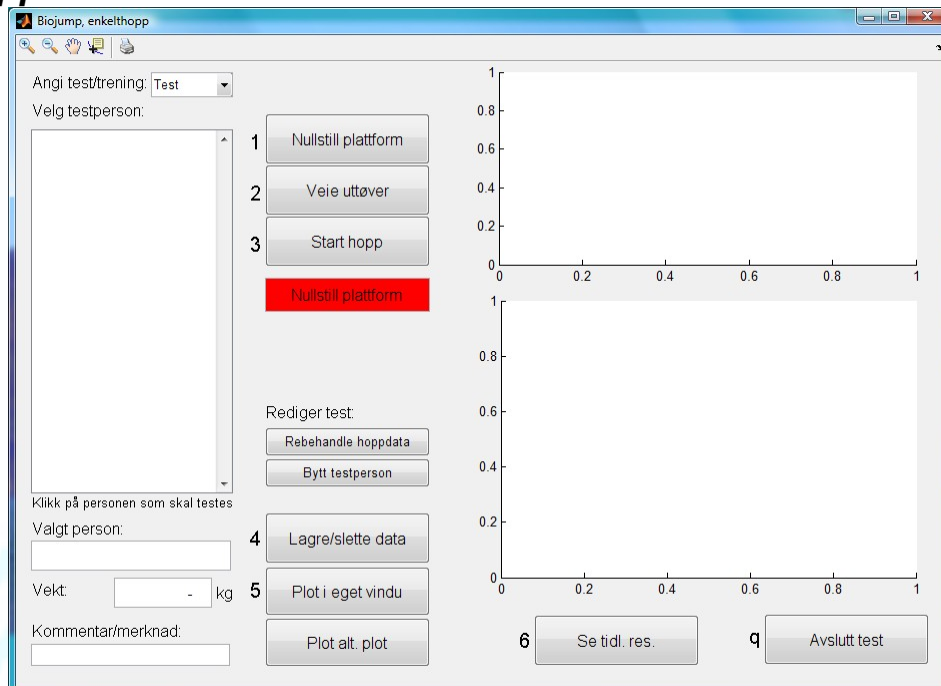 Biojump, enkelthopp
Angi test/trening: Test
Velg testperson:
1 Nullstill plattform
2 Veie uttøver
3 Start hopp
Nullstill plattform
Rediger test:
Rebehandle hoppdata
Bytt testperson
Klikk på personen som skal testes
Valgt person:
4 Lagre/slette data
Vekt: - kg
5 Plot i eget vindu
Kommentar/merknad:
Plot alt. plot
1
0.8
0.6
0.4
0.2
0
0 0.2 0.4 0.6 0.8 1
1
0.8
0.6
0.4
0.2
0
0 0.2 0.4 0.6 0.8 1
6 Se tidl. res.
q Avslutt test